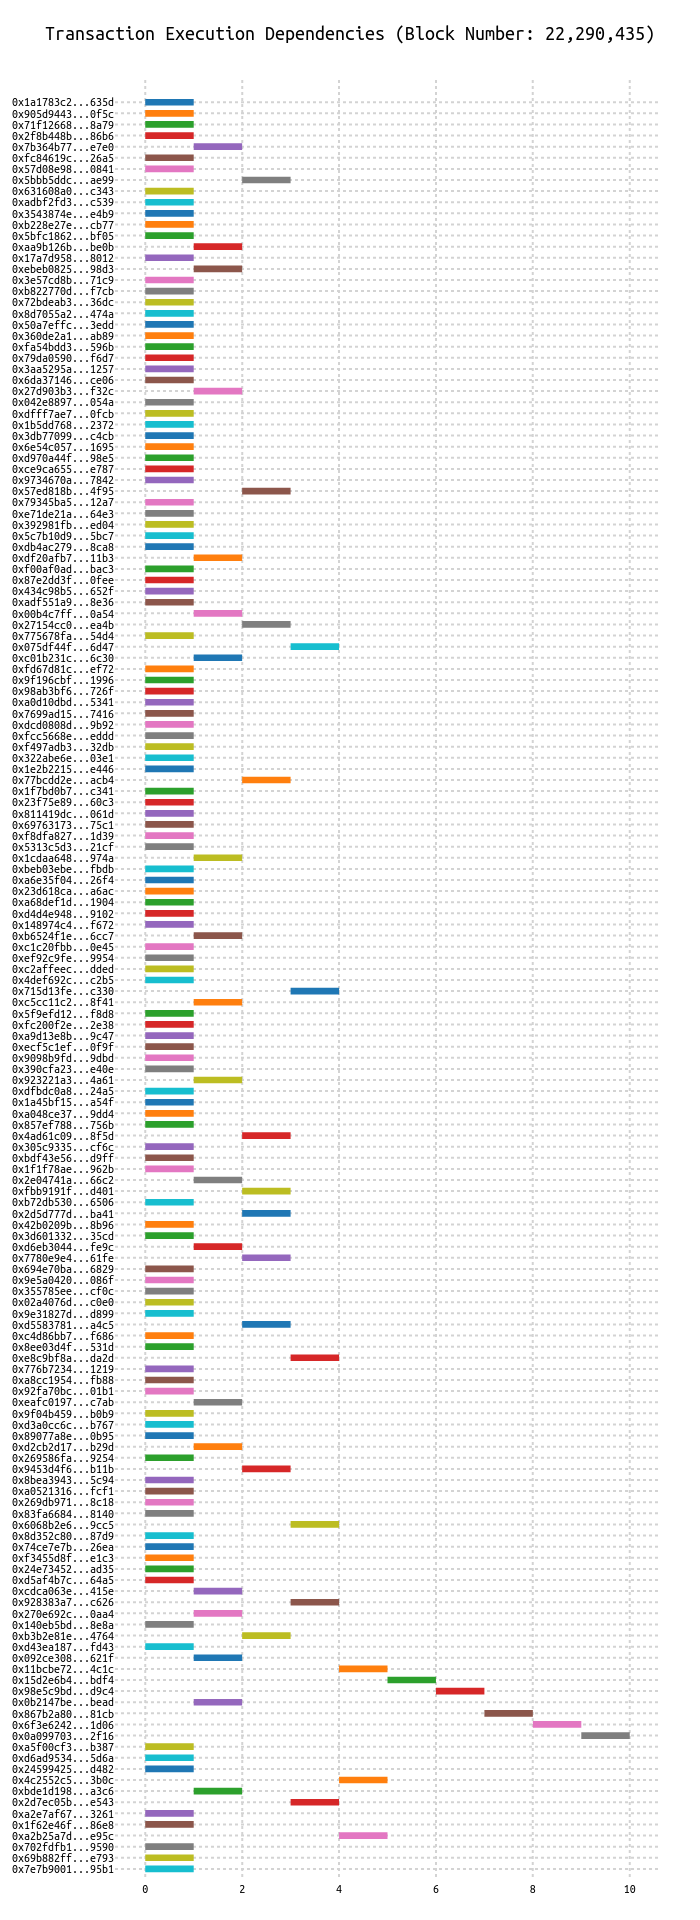 Transaction Execution Dependencies (Block Number: 22,290,435)
0x1a1783c2...635d
0x905d9443...0f5c
0x71f12668...8a79
0x2f8b448b...86b6
0x7b364b77...e7e0
0xfc84619c...26a5
0x57d08e98...0841
0x5bbb5ddc...ae99
0x631608a0...c343
0xadbf2fd3...c539
0x3543874e...e4b9
0xb228e27e...cb77
0x5bfc1862...bf05
0xaa9b126b...be0b
0x17a7d958...8012
0xebeb0825...98d3
0x3e57cd8b...71c9
0xb822770d...f7cb
0x72bdeab3...36dc
0x8d7055a2...474a
0x50a7effc...3edd
0x360de2a1...ab89
0xfa54bdd3...596b
0x79da0590...f6d7
0x3aa5295a...1257
0x6da37146...ce06
0x27d903b3...f32c
0x042e8897...054a
0xdfff7ae7...0fcb
0x1b5dd768...2372
0x3db77099...c4cb
0x6e54c057...1695
0xd970a44f...98e5
0xce9ca655...e787
0x9734670a...7842
0x57ed818b...4f95
0x79345ba5...12a7
0xe71de21a...64e3
0x392981fb...ed04
0x5c7b10d9...5bc7
0xdb4ac279...8ca8
0xdf20afb7...11b3
0xf00af0ad...bac3
0x87e2dd3f...0fee
0x434c98b5...652f
0xadf551a9...8e36
0x00b4c7ff...0a54
0x27154cc0...ea4b
0x775678fa...54d4
0x075df44f...6d47
0xc01b231c...6c30
0xfd67d81c...ef72
0x9f196cbf...1996
0x98ab3bf6...726f
0xa0d10dbd...5341
0x7699ad15...7416
0xdcd0808d...9b92
0xfcc5668e...eddd
0xf497adb3...32db
0x322abe6e...03e1
0x1e2b2215...e446
0x77bcdd2e...acb4
0x1f7bd0b7...c341
0x23f75e89...60c3
0x811419dc...061d
0x69763173...75c1
0xf8dfa827...1d39
0x5313c5d3...21cf
0x1cdaa648...974a
0xbeb03ebe...fbdb
0xa6e35f04...26f4
0x23d618ca...a6ac
0xa68def1d...1904
0xd4d4e948...9102
0x148974c4...f672
0xb6524f1e...6cc7
0xc1c20fbb...0e45
0xef92c9fe...9954
0xc2affeec...dded
0x4def692c...c2b5
0x715d13fe...c330
0xc5cc11c2...8f41
0x5f9efd12...f8d8
0xfc200f2e...2e38
0xa9d13e8b...9c47
0xecf5c1ef...0f9f
0x9098b9fd...9dbd
0x390cfa23...e40e
0x923221a3...4a61
0xdfbdc0a8...24a5
0x1a45bf15...a54f
0xa048ce37...9dd4
0x857ef788...756b
0x4ad61c09...8f5d
0x305c9335...cf6c
0xbdf43e56...d9ff
0x1f1f78ae...962b
0x2e04741a...66c2
0xfbb9191f...d401
0xb72db530...6506
0x2d5d777d...ba41
0x42b0209b...8b96
0x3d601332...35cd
0xd6eb3044...fe9c
0x7780e9e4...61fe
0x694e70ba...6829
0x9e5a0420...086f
0x355785ee...cf0c
0x02a4076d...c0e0
0x9e31827d...d899
0xd5583781...a4c5
0xc4d86bb7...f686
0x8ee03d4f...531d
0xe8c9bf8a...da2d
0x776b7234...1219
0xa8cc1954...fb88
0x92fa70bc...01b1
0xeafc0197...c7ab
0x9f04b459...b0b9
0xd3a0cc6c...b767
0x89077a8e...0b95
0xd2cb2d17...b29d
0x269586fa...9254
0x9453d4f6...b11b
0x8bea3943...5c94
0xa0521316...fcf1
0x269db971...8c18
0x83fa6684...8140
0x6068b2e6...9cc5
0x8d352c80...87d9
0x74ce7e7b...26ea
0xf3455d8f...e1c3
0x24e73452...ad35
0xd5af4b7c...64a5
0xcdca063e...415e
0x928383a7...c626
0x270e692c...0aa4
0x140eb5bd...8e8a
0xb3b2e81e...4764
0xd43ea187...fd43
0x092ce308...621f
0x11bcbe72...4c1c
0x15d2e6b4...bdf4
0x98e5c9bd...d9c4
0x0b2147be...bead
0x867b2a80...81cb
0x6f3e6242...1d06
0x0a099703...2f16
0xa5f00cf3...b387
0xd6ad9534...5d6a
0x24599425...d482
0x4c2552c5...3b0c
0xbde1d198...a3c6
0x2d7ec05b...e543
0xa2e7af67...3261
0x1f62e46f...86e8
0xa2b25a7d...e95c
0x702fdfb1...9590
0x69b882ff...e793
0x7e7b9001...95b1
0 2 4 6 8 10